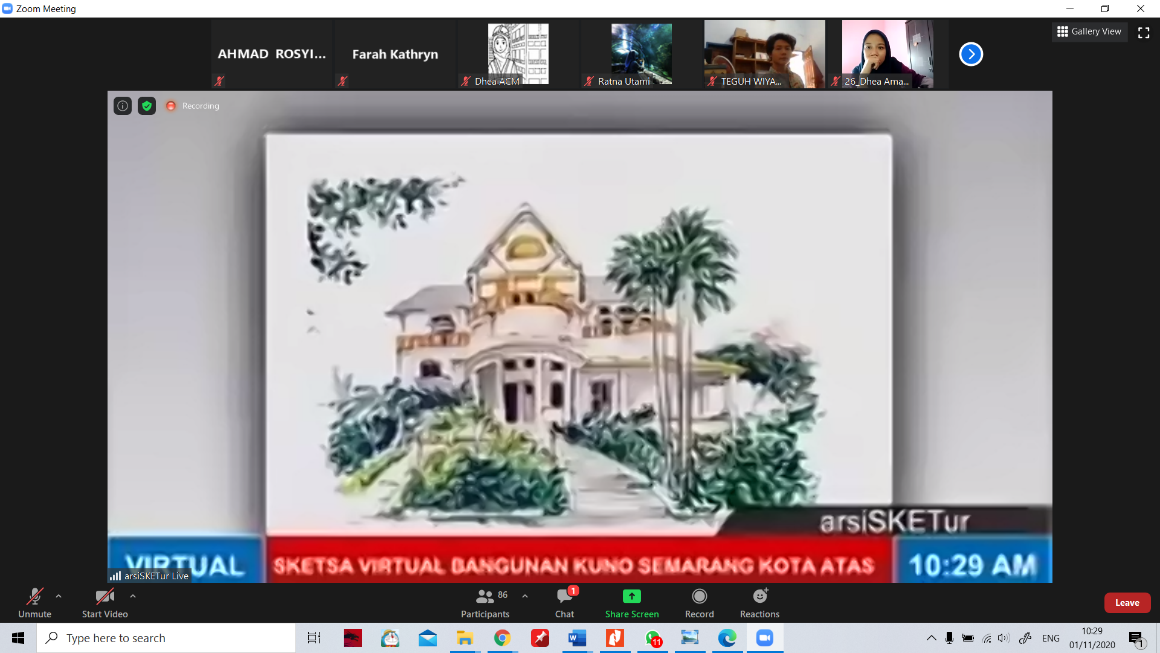 Zoom Meeting
AHMAD ROSYI...
Farah Kathryn
Dhea ACM
Ratna Utami
TEGUH WIYA...
26_Dhea Ama...
Gallery View
Recording
arsiSKETur
VIRTUAL
SKETSA VIRTUAL BANGUNAN KUNO SEMARANG KOTA ATAS
10:29 AM
arsiSKETur Live
Unmute
Start Video
86
Participants
1
Chat
Share Screen
Record
Reactions
Leave
Type here to search
11
ENG
10:29
01/11/2020
1